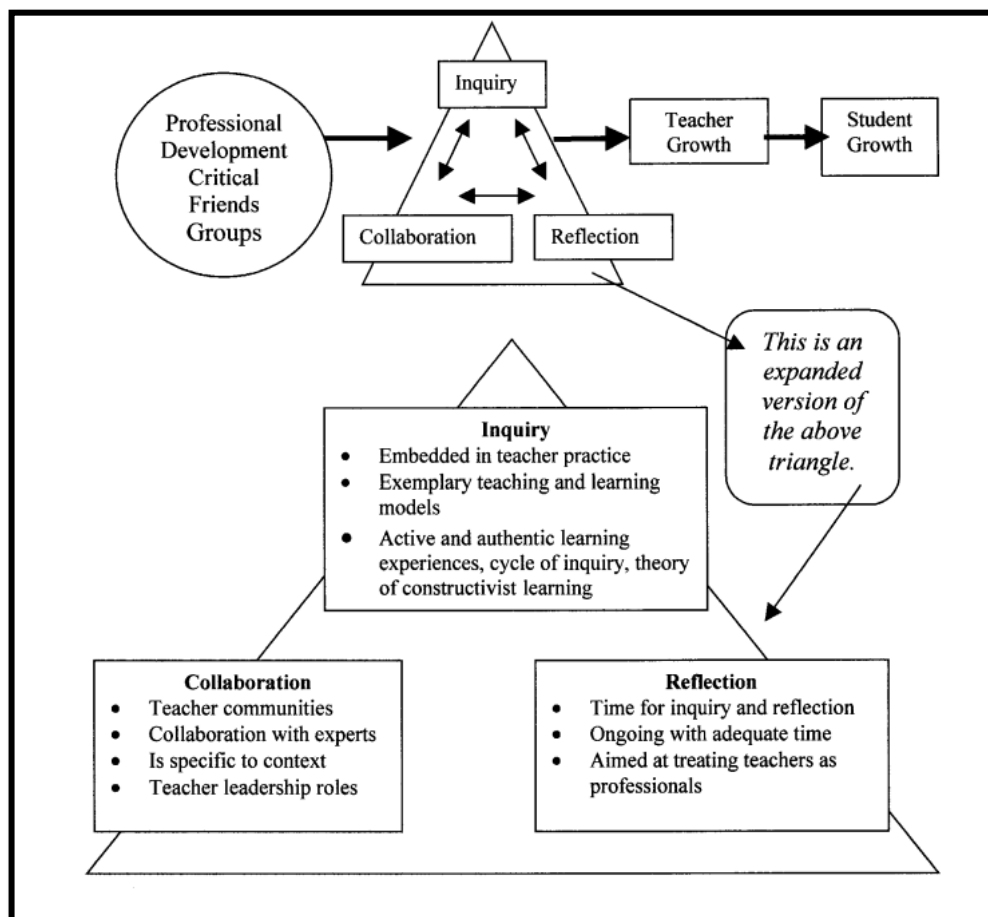 Inquiry
Professional
Development
Critical
Friends
Groups
Teacher
Growth
Student
Growth
Collaboration
Reflection
This is an
expanded
version of
the above
triangle.
Inquiry
• Embedded in teacher practice
• Exemplary teaching and learning
models
• Active and authentic learning
experiences, cycle of inquiry, theory
of constructivist learning
Collaboration
• Teacher communities
• Collaboration with experts
• Is specific to context
• Teacher leadership roles
Reflection
• Time for inquiry and reflection
• Ongoing with adequate time
• Aimed at treating teachers as
professionals